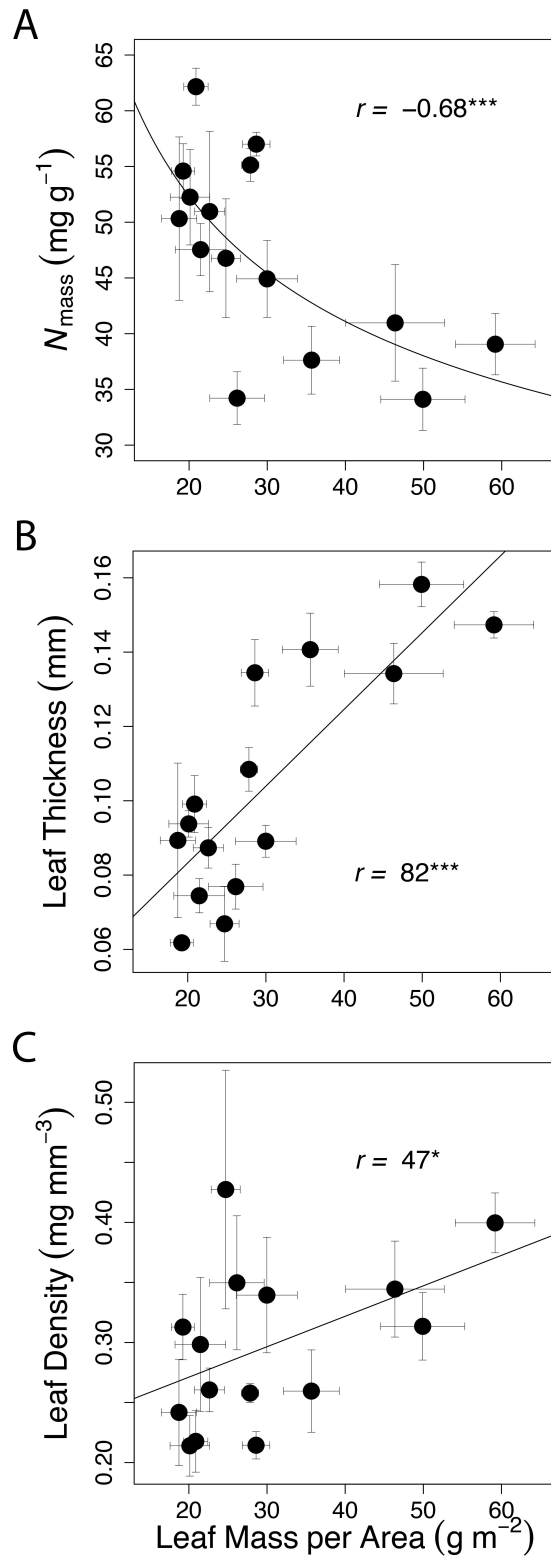 A
r = −0.68***
N mass (mg g−1)
65
60
55
50
45
40
35
30
20 30 40 50 60
B
Leaf Thickness (mm)
0.16
0.14
0.12
0.10
0.08
0.06
r = 82***
20 30 40 50 60
C
Leaf Density (mg mm−3)
0.50
0.40
0.30
0.20
r = 47*
20 30 40 50 60
Leaf Mass per Area (g m−2)